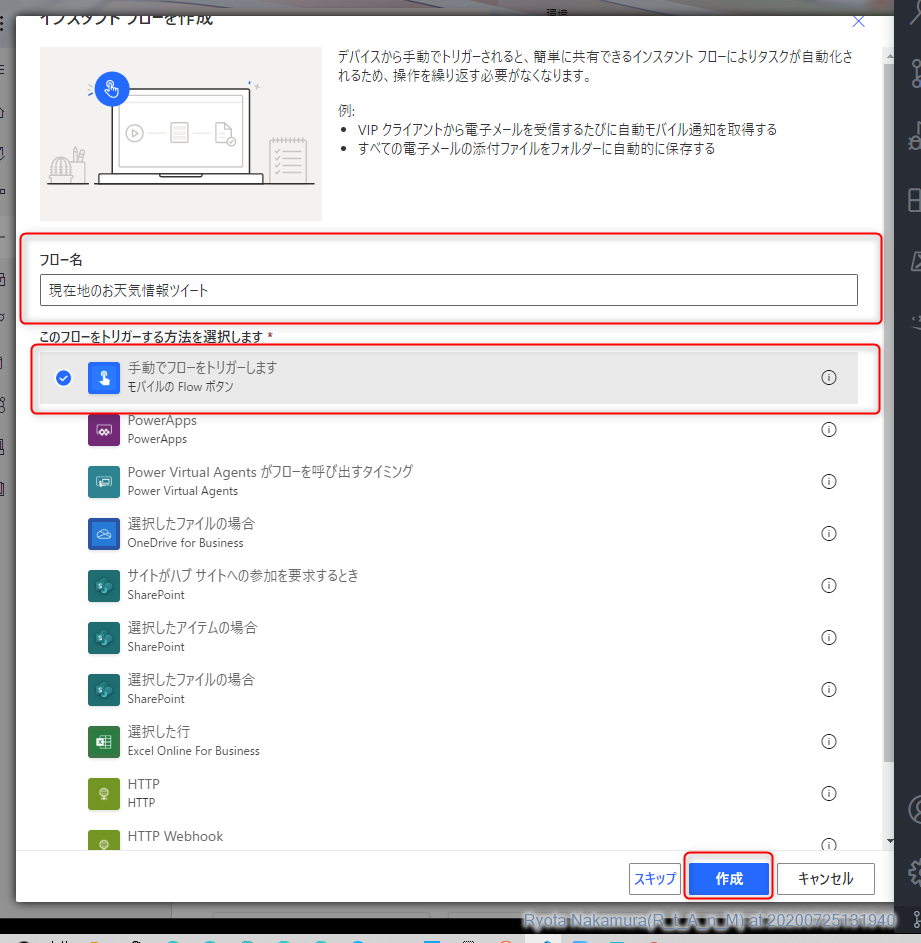 インスタント フローを作成
デバイスから手動でトリガーされると、簡単に共有できるインスタント フローによりタスクが自動化さ
れるため、操作を繰り返す必要がなくなります。
例:
• VIP クライアントから電子メールを受信するたびに自動モバイル通知を取得する
• すべての電子メールの添付ファイルをフォルダーに自動的に保存する
フロー名
現在地のお天気情報ツイート
このフローをトリガーする方法を選択します *
手動でフローをトリガーします
モバイルの Flow ボタン
PowerApps
PowerApps
Power Virtual Agents がフローを呼び出すタイミング
Power Virtual Agents
選択したファイルの場合
OneDrive for Business
サイトがハブ サイトへの参加を要求するとき
SharePoint
選択したアイテムの場合
SharePoint
選択したファイルの場合
SharePoint
選択した行
Excel Online For Business
HTTP
HTTP
HTTP Webhook
スキップ
作成
キャンセル
Ryota Nakamura(R_t_A_n_M) at 20200725131940